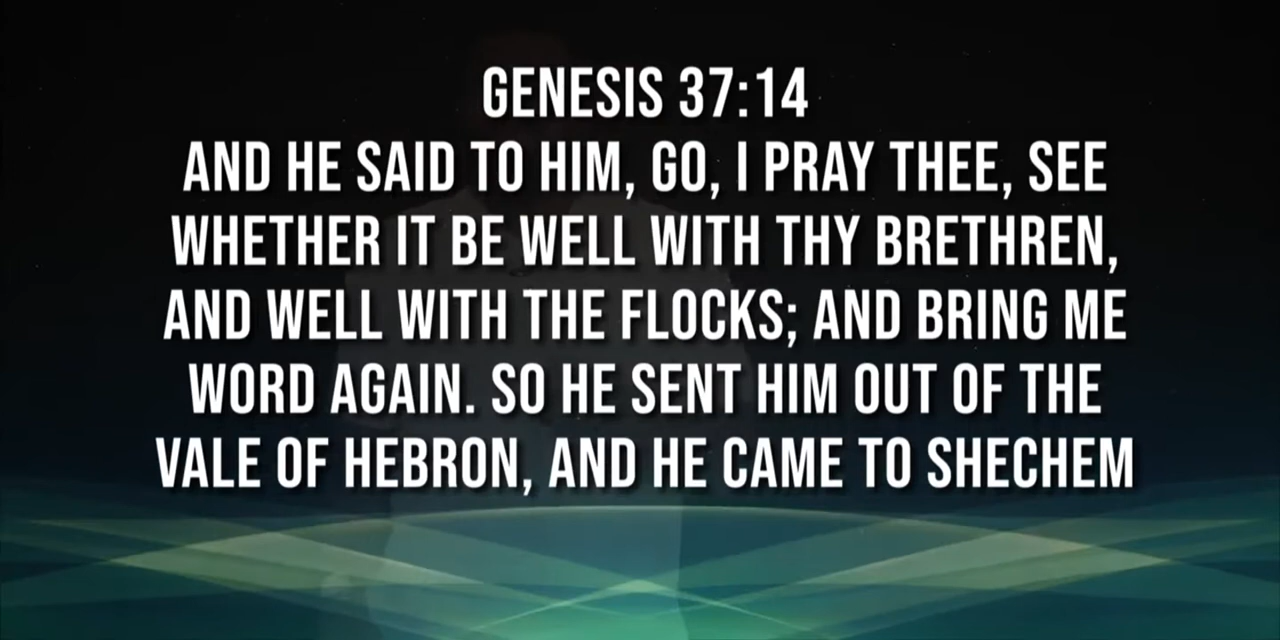 GENESIS 37:14
AND HE SAID TO HIM, GO, I PRAY THEE, SEE
WHETHER IT BE WELL WITH THY BRETHREN,
AND WELL WITH THE FLOCKS; AND BRING ME
WORD AGAIN. SO HE SENT HIM OUT OF THE
VALE OF HEBRON, AND HE CAME TO SHECHEM